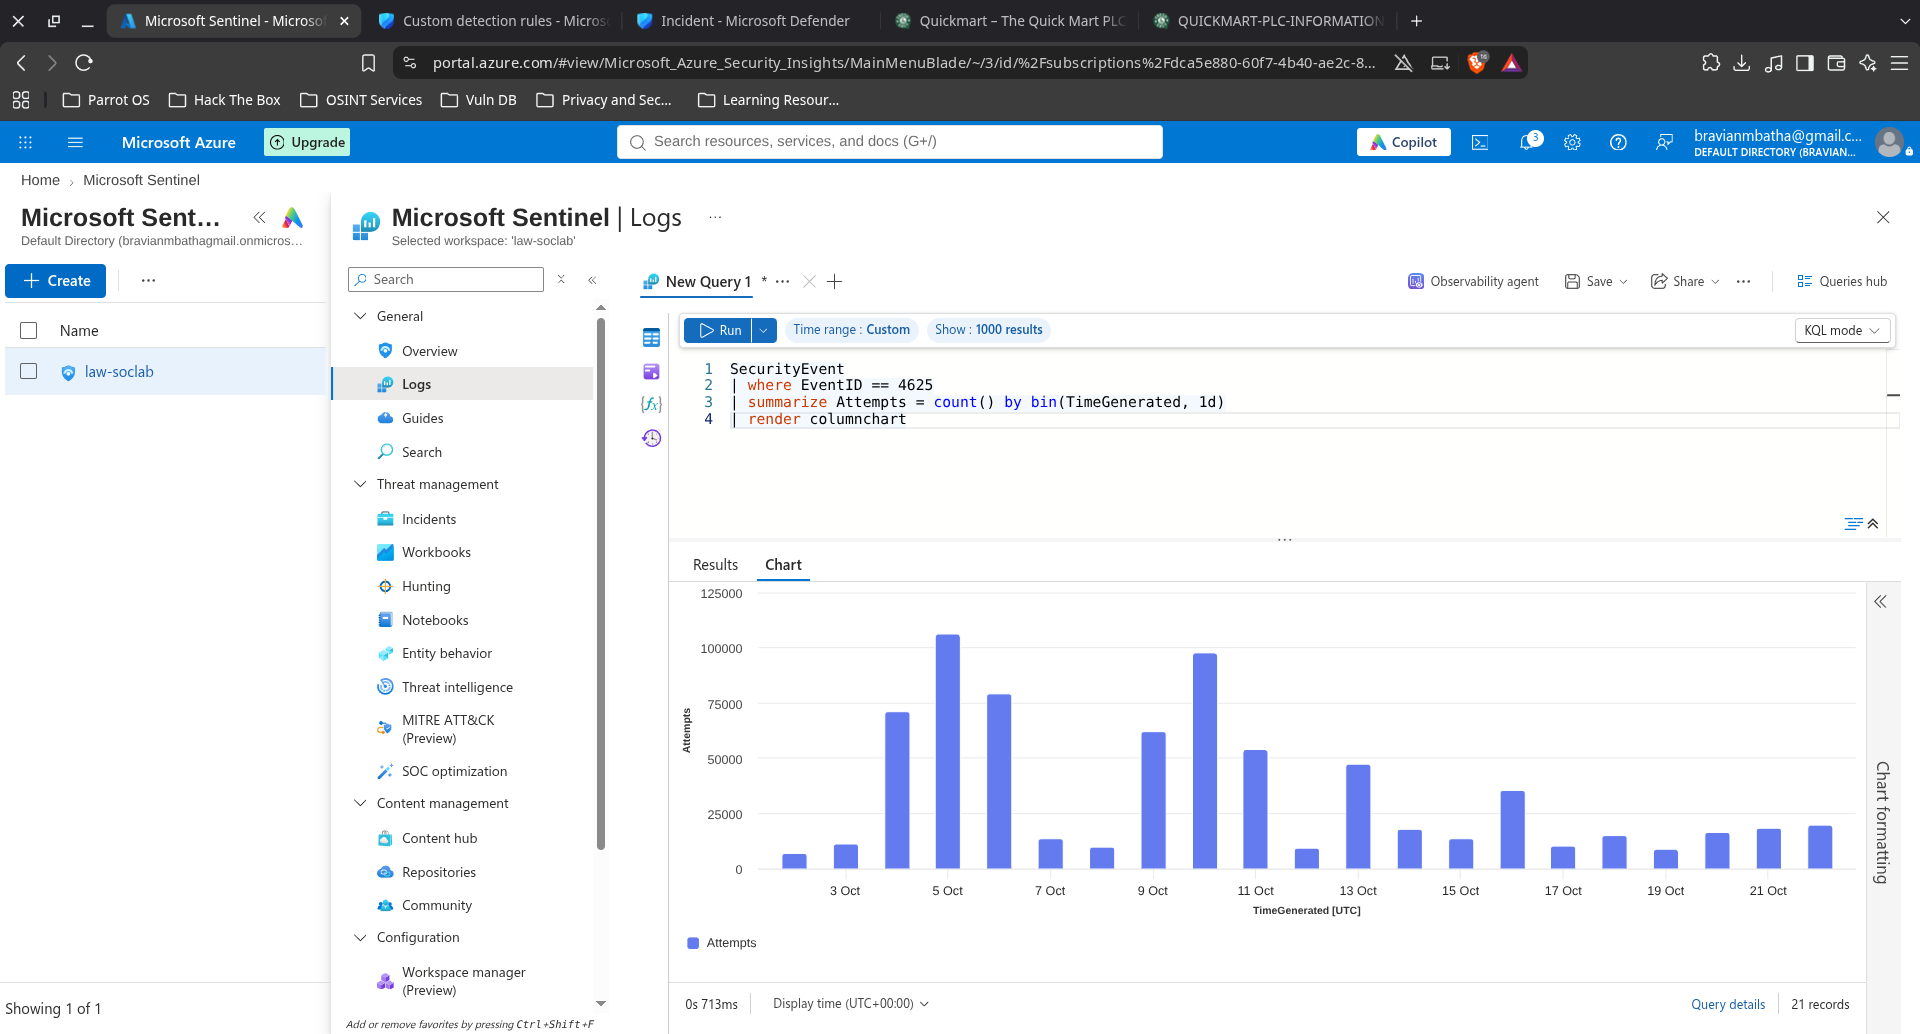 Microsoft Sentinel - Microsof
Custom detection rules - Micros
Incident - Microsoft Defender
Quickmart – The Quick Mart PLC
QUICKMART-PLC-INFORMATION
portal.azure.com/#view/Microsoft_Azure_Security_Insights/MainMenuBlade/~/3/id/%2Fsubscriptions%2Fdca5e880-60f7-4b40-ae2c-8...
Parrot OS
Hack The Box
OSINT Services
Vuln DB
Privacy and Sec...
Learning Resour...
Microsoft Azure
Upgrade
Search resources, services, and docs (G+/)
Copilot
3
bravianmbatha@gmail.c...
DEFAULT DIRECTORY (BRAVIAN...
Home
Microsoft Sentinel
Microsoft Sent...
Default Directory (bravianmbathagmail.onmicros...
Create
Name
law-soclab
Showing 1 of 1
Microsoft Sentinel | Logs
Selected workspace: 'law-soclab'
Search
General
Overview
Logs
Guides
Search
Threat management
Incidents
Workbooks
Hunting
Notebooks
Entity behavior
Threat intelligence
MITRE ATT&CK
(Preview)
SOC optimization
Content management
Content hub
Repositories
Community
Configuration
Workspace manager
(Preview)
Add or remove favorites by pressing Ctrl+Shift+F
New Query 1 *
Observability agent
Save
Share
Queries hub
Run
Time range : Custom
Show : 1000 results
KQL mode
1 SecurityEvent
2 | where EventID == 4625
3 | summarize Attempts = count() by bin(TimeGenerated, 1d)
4 | render columnchart
Results
Chart
125000
100000
75000
50000
25000
0
Attempts
3 Oct
5 Oct
7 Oct
9 Oct
11 Oct
13 Oct
15 Oct
17 Oct
19 Oct
21 Oct
TimeGenerated [UTC]
Attempts
Chart formatting
0s 713ms
Display time (UTC+00:00)
Query details
21 records